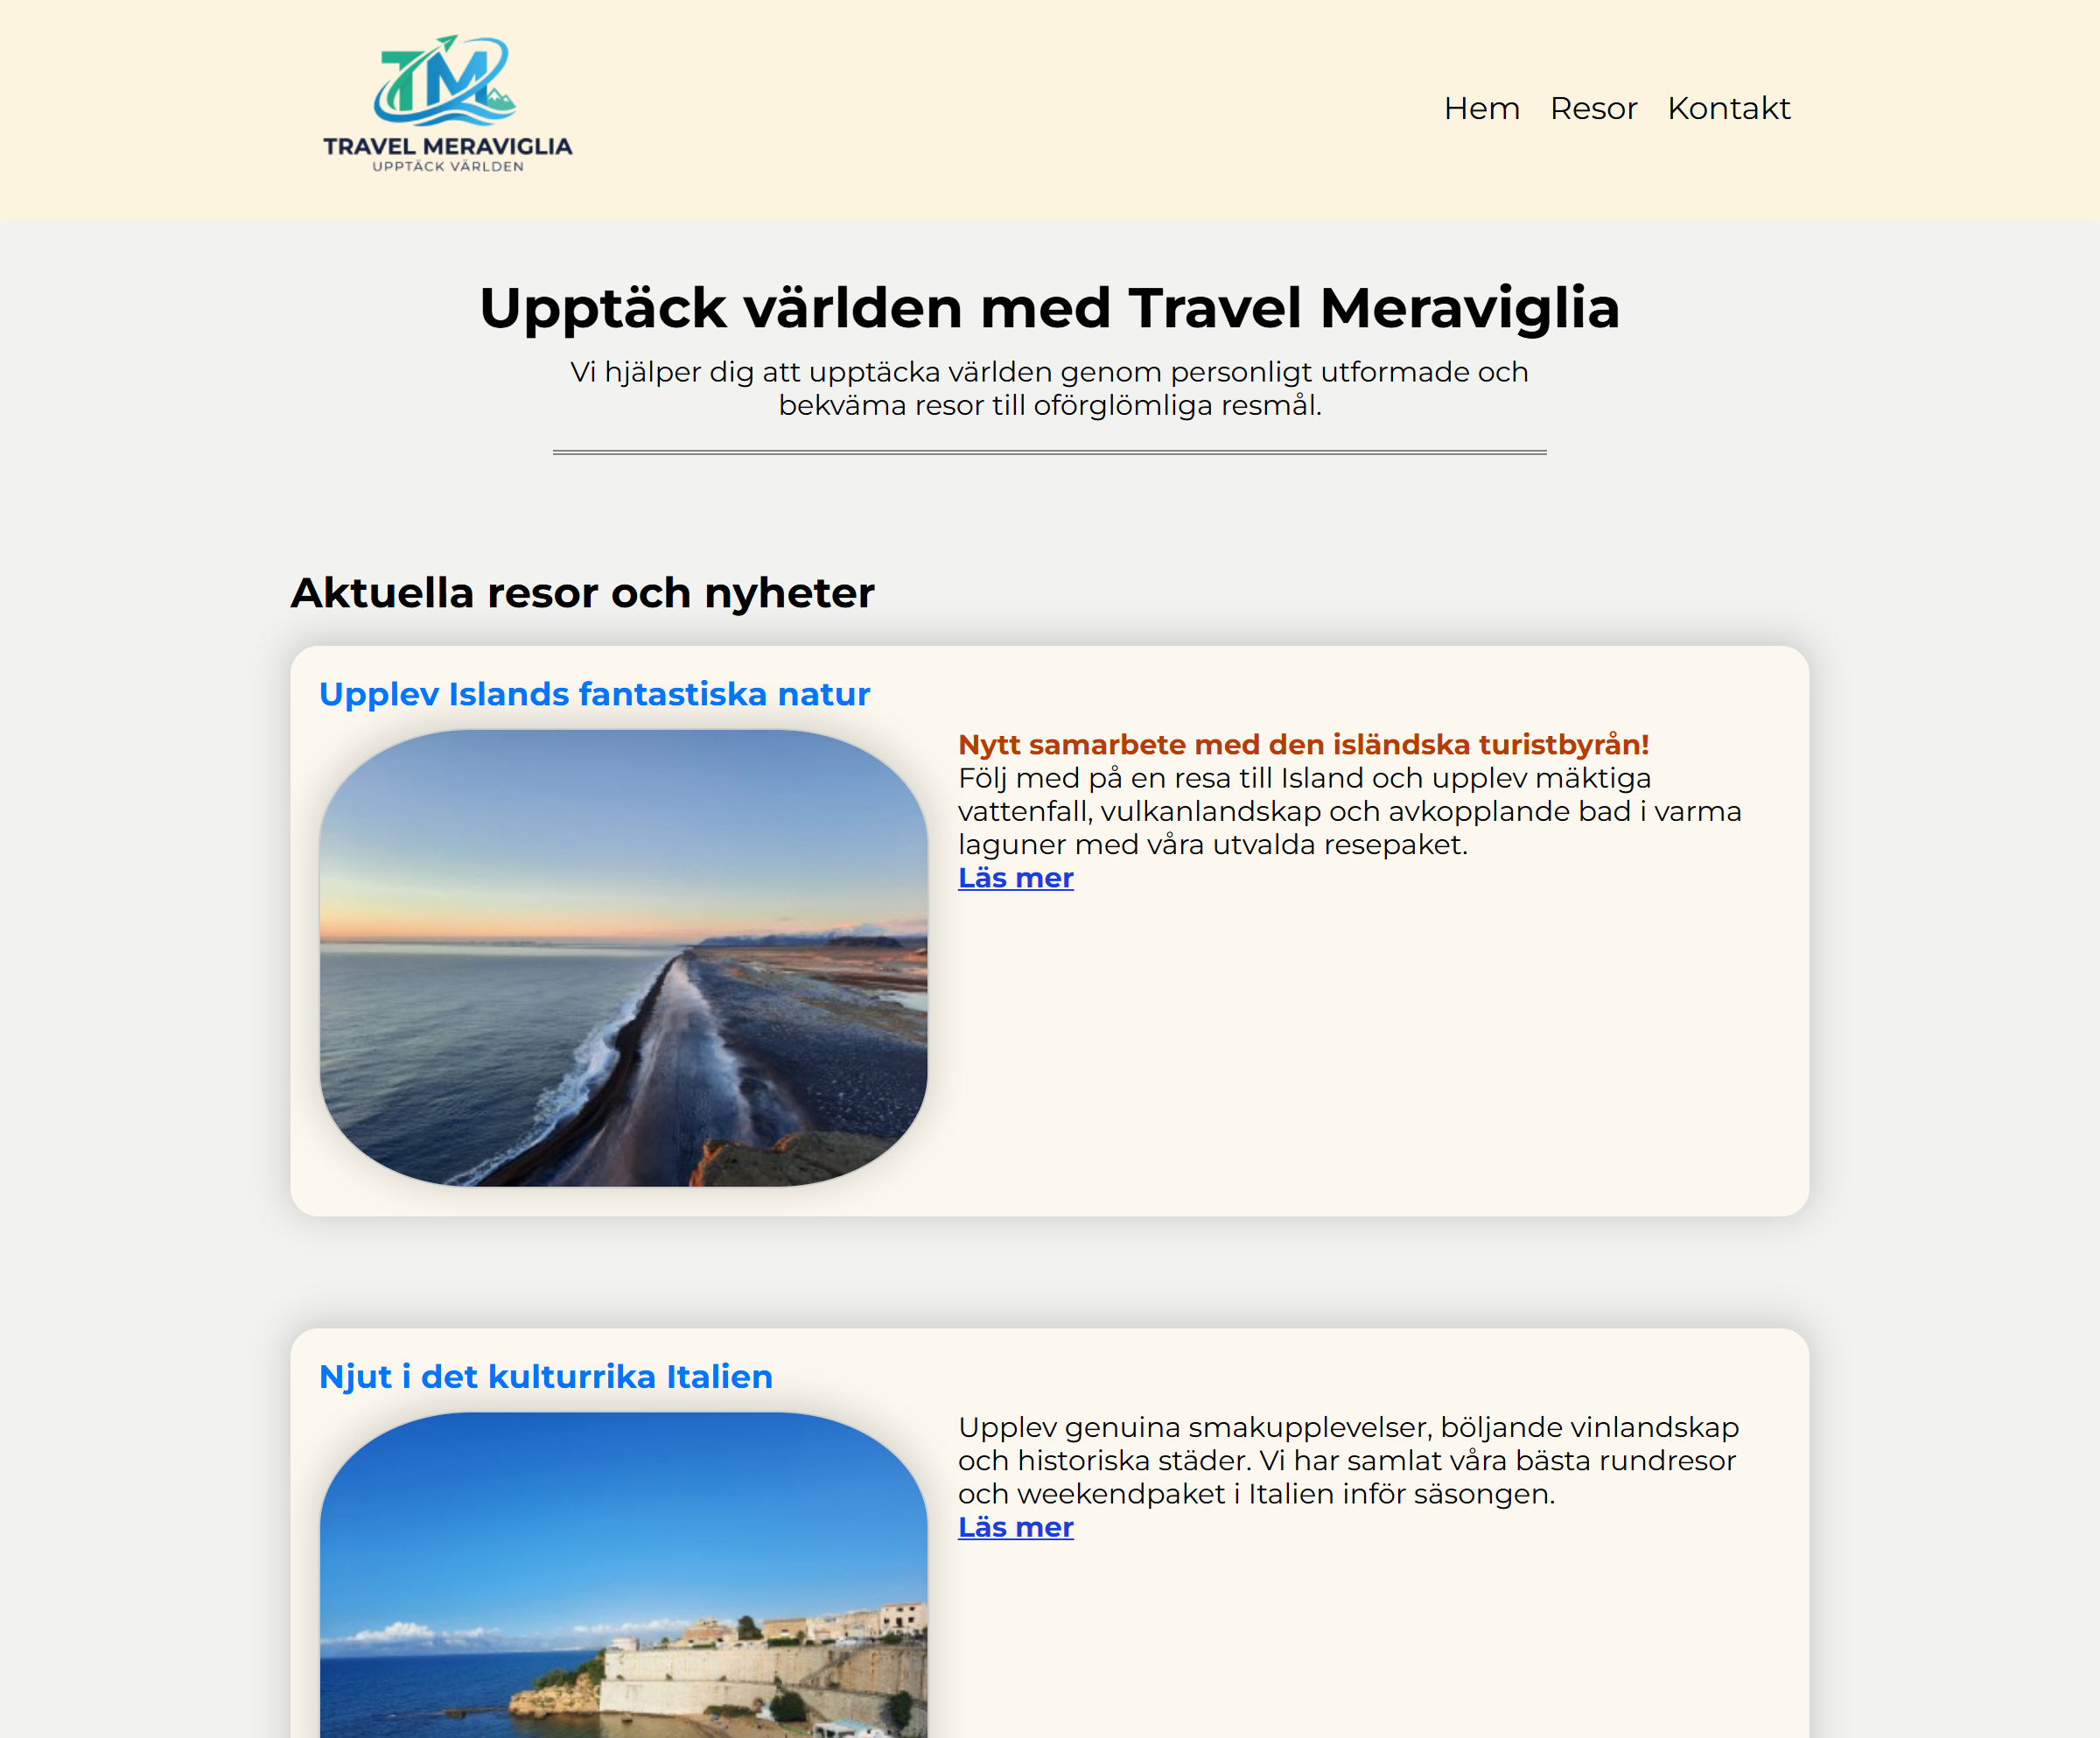 TM
TRAVEL MERAVIGLIA
UPPTÄCK VÄRLDEN
Hem Resor Kontakt
Upptäck världen med Travel Meraviglia
Vi hjälper dig att upptäcka världen genom personligt utformade och
bekväma resor till oförglömliga resmål.
Aktuella resor och nyheter
Upplev Islands fantastiska natur
Nytt samarbete med den isländska turistbyrån!
Följ med på en resa till Island och upplev mäktiga
vattenfall, vulkanlandskap och avkopplande bad i varma
laguner med våra utvalda resepaket.
Läs mer
Njut i det kulturrika Italien
Upplev genuina smakupplevelser, böljande vinlandskap
och historiska städer. Vi har samlat våra bästa rundresor
och weekendpaket i Italien inför säsongen.
Läs mer